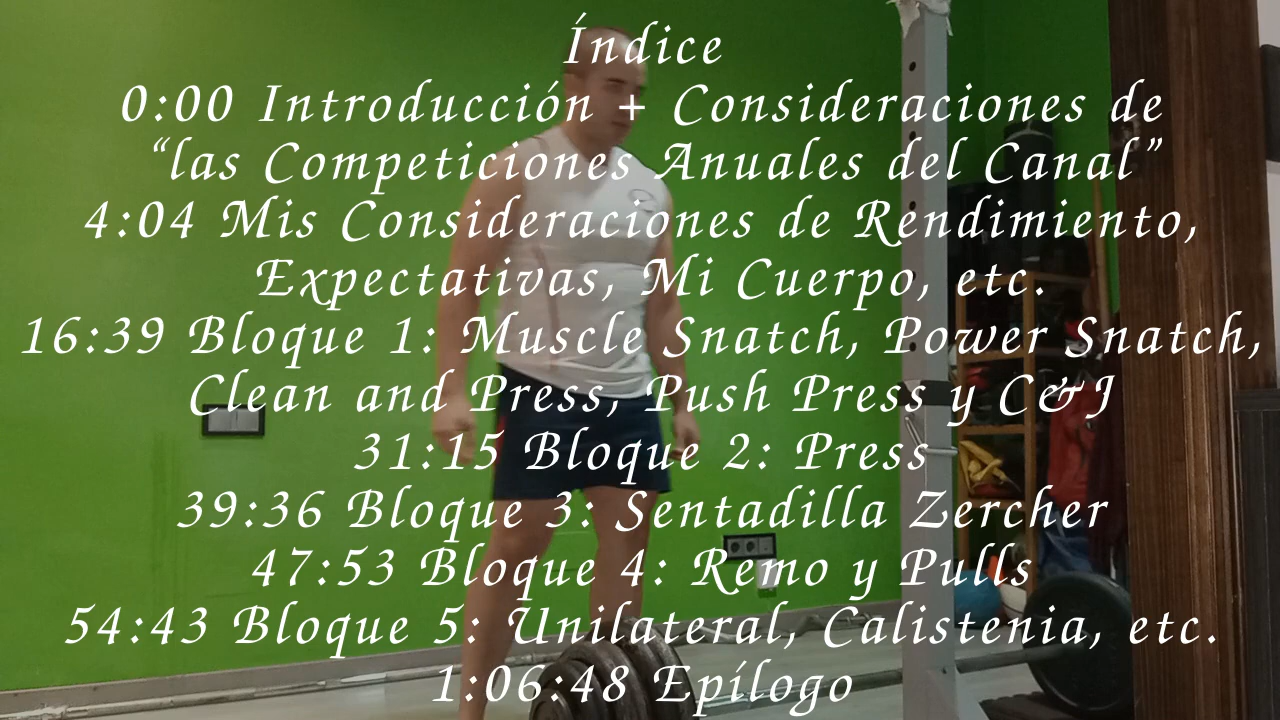 Índice
0:00 Introducción + Consideraciones de
“las Competiciones Anuales del Canal”
4:04 Mis Consideraciones de Rendimiento,
Expectativas, Mi Cuerpo, etc.
16:39 Bloque 1: Muscle Snatch, Power Snatch,
Clean and Press, Push Press y C&J
31:15 Bloque 2: Press
39:36 Bloque 3: Sentadilla Zercher
47:53 Bloque 4: Remo y Pulls
54:43 Bloque 5: Unilateral, Calistenia, etc.
1:06:48 Epílogo